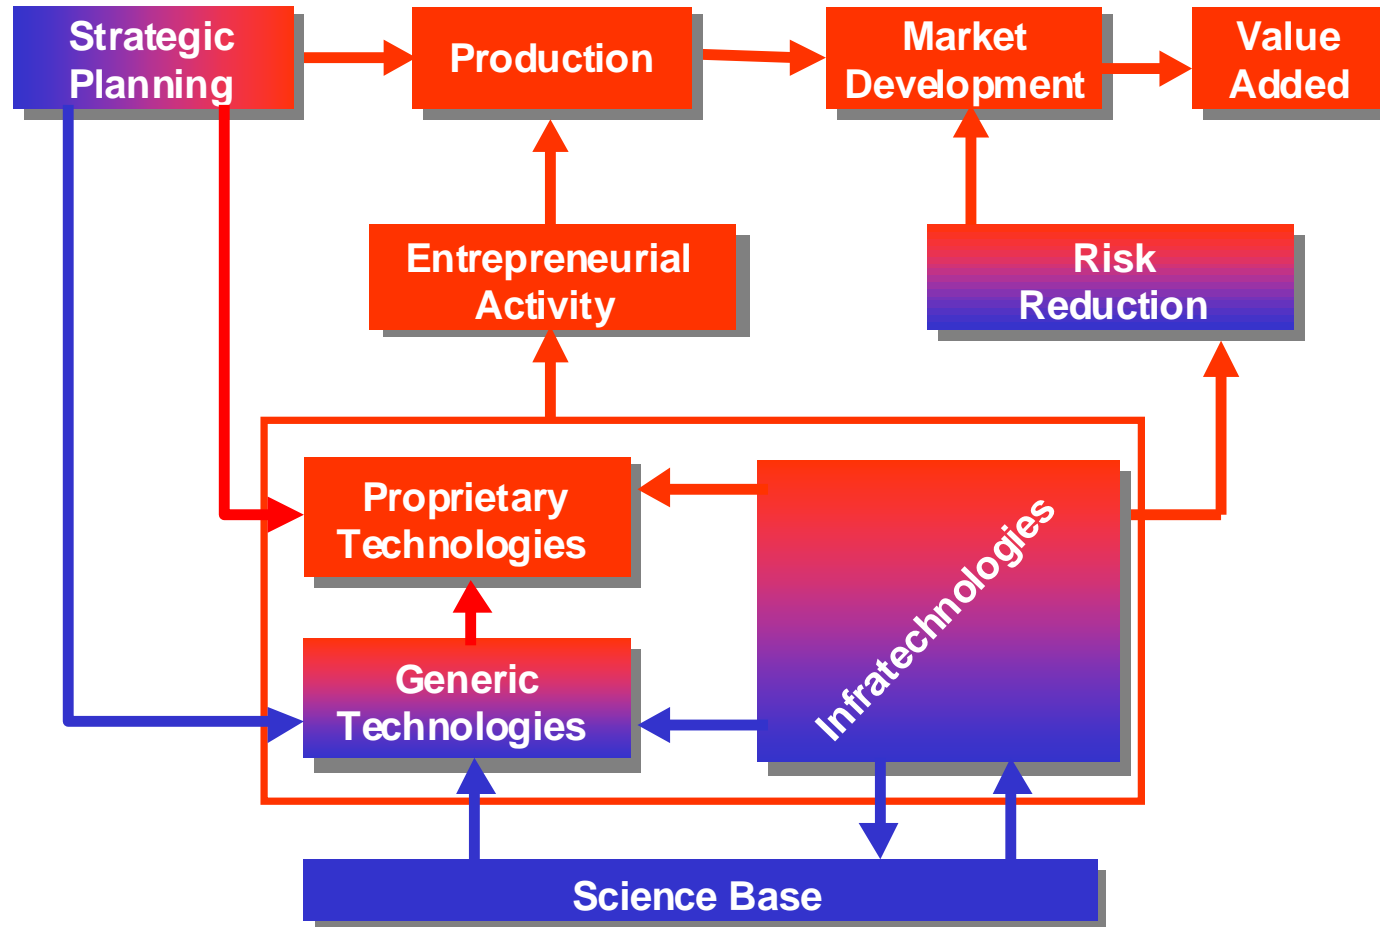 Strategic
Planning
Production
Market
Development
Value
Added
Entrepreneurial
Activity
Risk
Reduction
Proprietary
Technologies
Infratechnologies
Generic
Technologies
Science Base